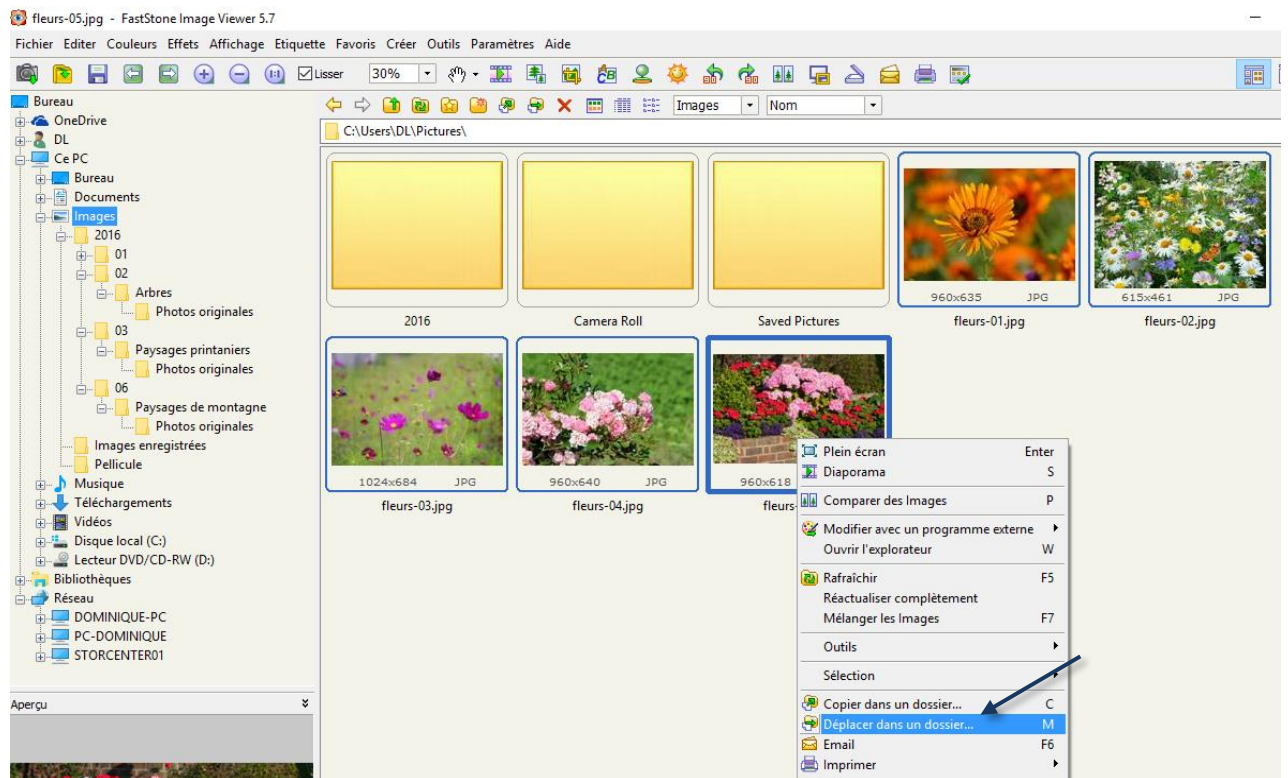 fleurs-05.jpg - FastStone Image Viewer 5.7
Fichier Editer Couleurs Effets Affichage Etiquette Favoris Créer Outils Paramètres Aide
Lisser 30%
Bureau
OneDrive
DL
Ce PC
Bureau
Documents
Images
2016
01
02
Arbres
Photos originales
03
Paysages printaniers
Photos originales
06
Paysages de montagne
Photos originales
Images enregistrées
Pellicule
Musique
Téléchargements
Vidéos
Disque local (C:)
Lecteur DVD/CD-RW (D:)
Bibliothèques
Réseau
DOMINIQUE-PC
PC-DOMINIQUE
STORCENTER01
Aperçu
Images Nom
C:\Users\DL\Pictures\
960x635 JPG 615x461 JPG
2016 Camera Roll Saved Pictures fleurs-01.jpg fleurs-02.jpg
1024x684 JPG 960x640 JPG 960x618
fleurs-03.jpg fleurs-04.jpg fleurs-
Plein écran Enter
Diaporama S
Comparer des Images P
Modifier avec un programme externe
Ouvrir l'explorateur W
Rafraîchir F5
Réactualiser complètement
Mélanger les Images F7
Outils
Sélection
Copier dans un dossier... C
Déplacer dans un dossier... M
Email F6
Imprimer